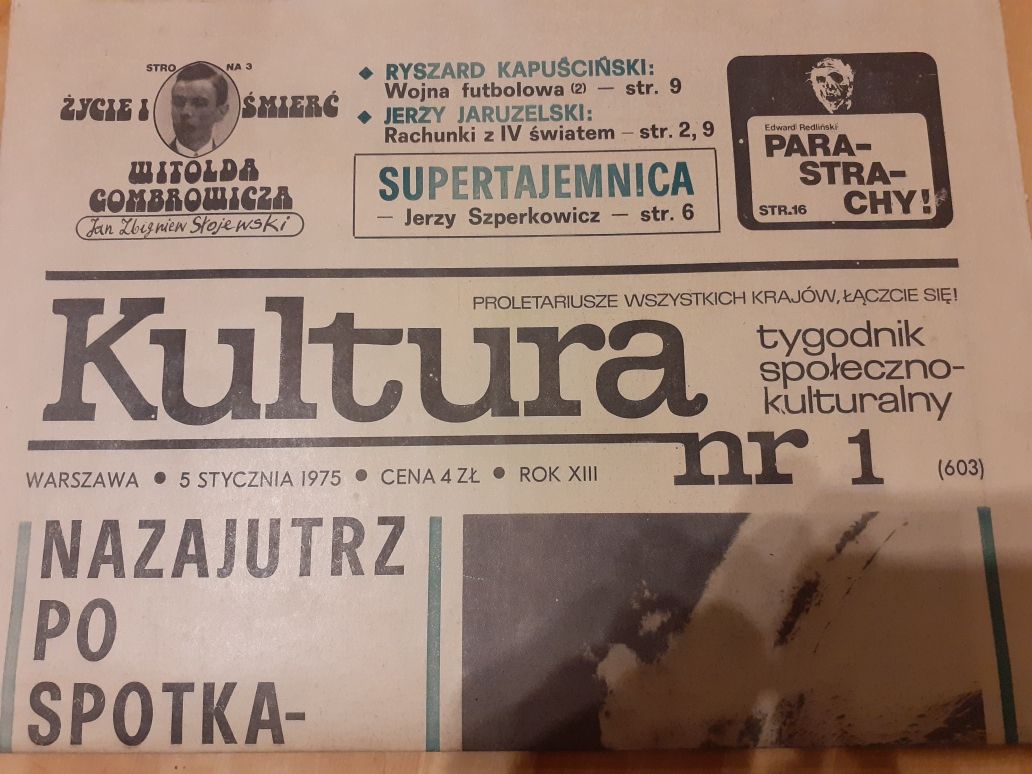 STRO NA 3
ŻYCIE I ŚMIERĆ
WITOLDA
GOMBROWICZA
Jan Zbigniew Słojewski
◆ RYSZARD KAPUŚCIŃSKI:
Wojna futbolowa (2) — str. 9
◆ JERZY JARUZELSKI:
Rachunki z IV światem – str. 2, 9
SUPERTAJEMNICA
— Jerzy Szperkowicz — str. 6
Edward Redliński
PARA-
STRA-
CHY!
STR.16
PROLETARIUSZE WSZYSTKICH KRAJÓW, ŁĄCZCIE SIĘ!
Kultura
tygodnik
społeczno-
kulturalny
nr 1
(603)
WARSZAWA ● 5 STYCZNIA 1975 ● CENA 4 ZŁ ● ROK XIII
NAZAJUTRZ
PO
SPOTKA-